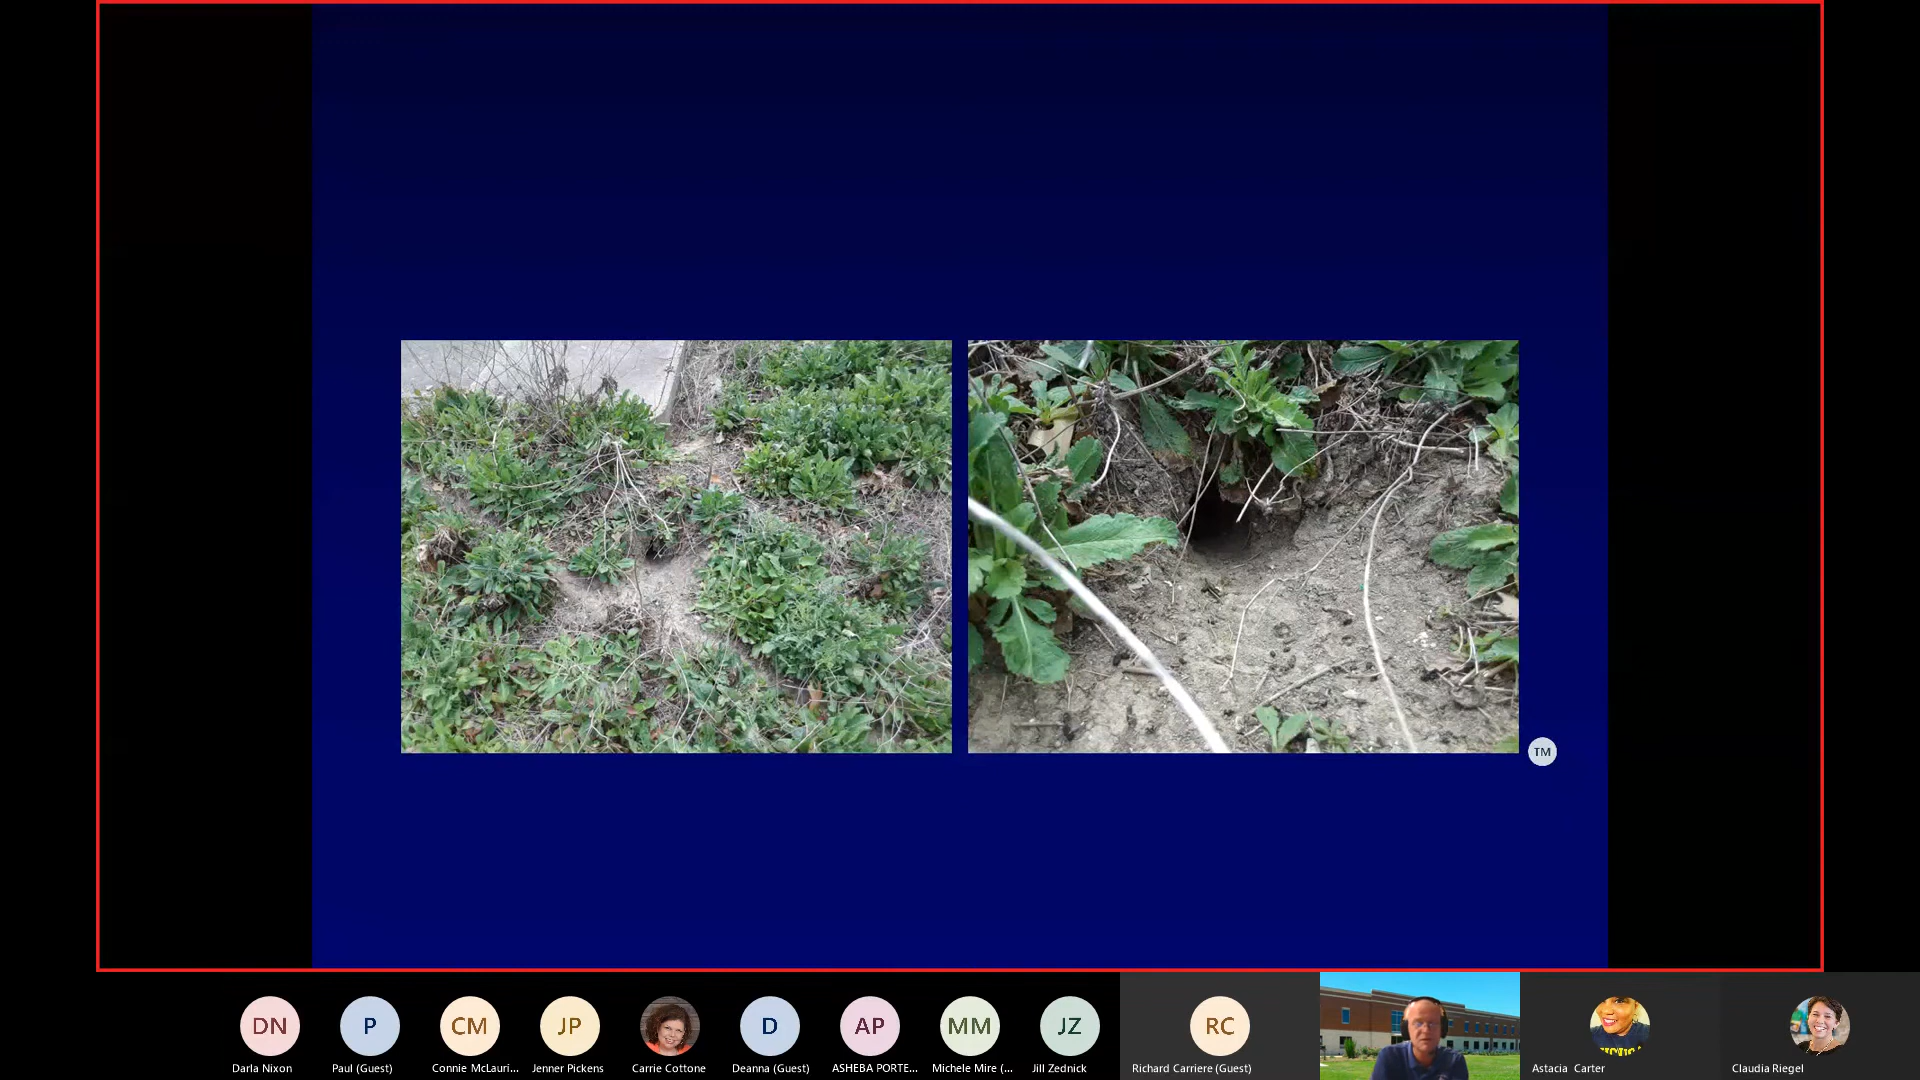 TM
DN
P
CM
JP
D
AP
MM
JZ
RC
Darla Nixon
Paul (Guest)
Connie McLauri...
Jenner Pickens
Carrie Cottone
Deanna (Guest)
ASHEBA PORTE...
Michele Mire (...
Jill Zednick
Richard Carriere (Guest)
Astacia Carter
Claudia Riegel